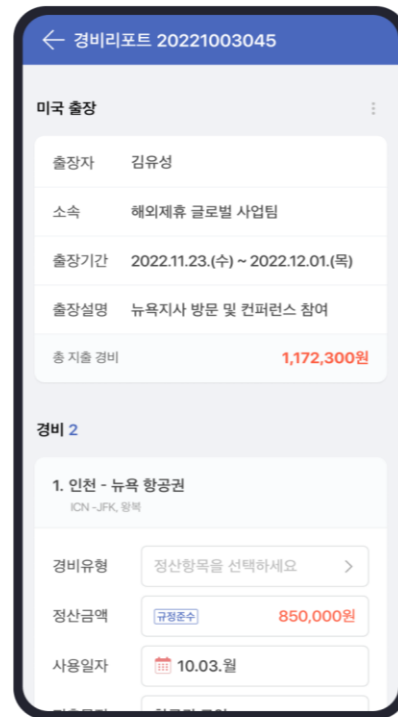 경비리포트 20221003045
미국 출장
출장자 김유성
소속 해외제휴 글로벌 사업팀
출장기간 2022.11.23.(수) ~ 2022.12.01.(목)
출장설명 뉴욕지사 방문 및 컨퍼런스 참여
총 지출 경비 1,172,300원
경비 2
1. 인천 - 뉴욕 항공권
ICN -JFK, 왕복
경비유형 정산항목을 선택하세요
정산금액 규정준수 850,000원
사용일자 10.03.월